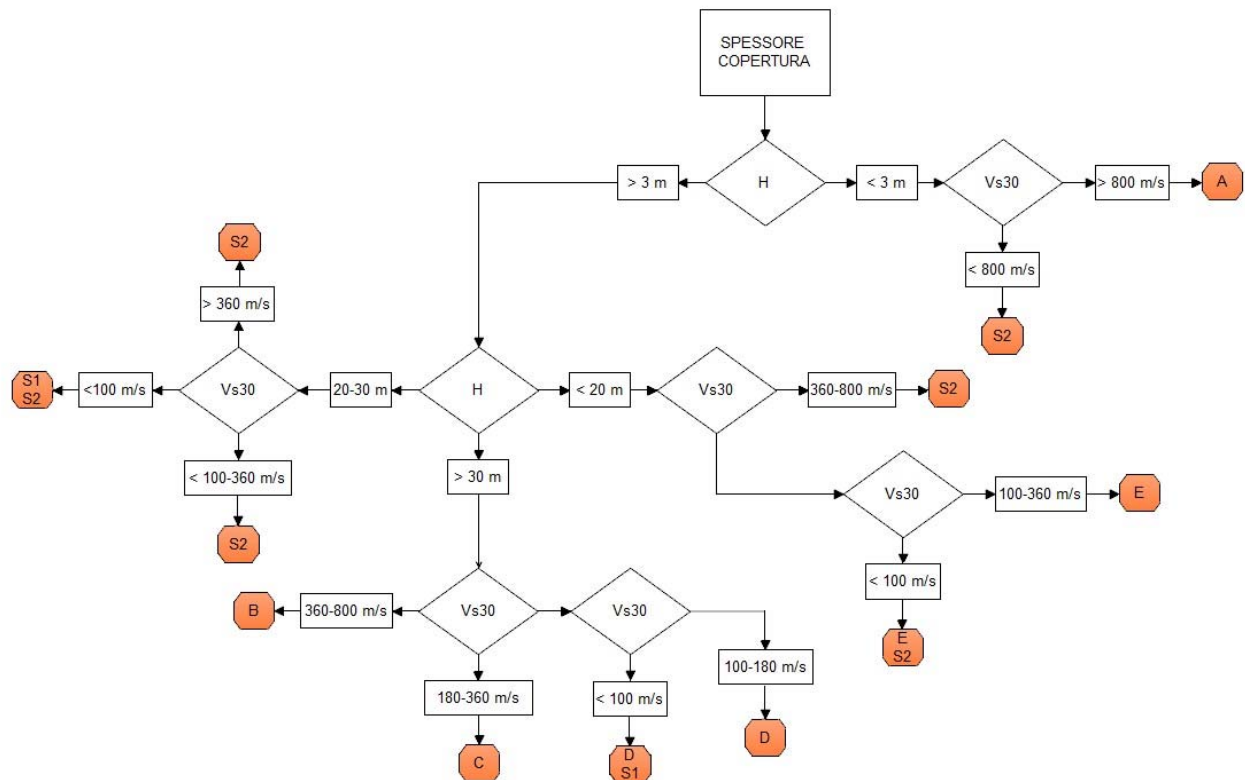 SPESSORE
COPERTURA
> 3 m
H
< 3 m
Vs30
> 800 m/s
A
S2
< 800 m/s
> 360 m/s
S2
S1
S2
<100 m/s
Vs30
20-30 m
H
< 20 m
Vs30
360-800 m/s
S2
< 100-360 m/s
> 30 m
Vs30
100-360 m/s
E
S2
< 100 m/s
B
360-800 m/s
Vs30
Vs30
E
S2
100-180 m/s
180-360 m/s
< 100 m/s
D
C
D
S1